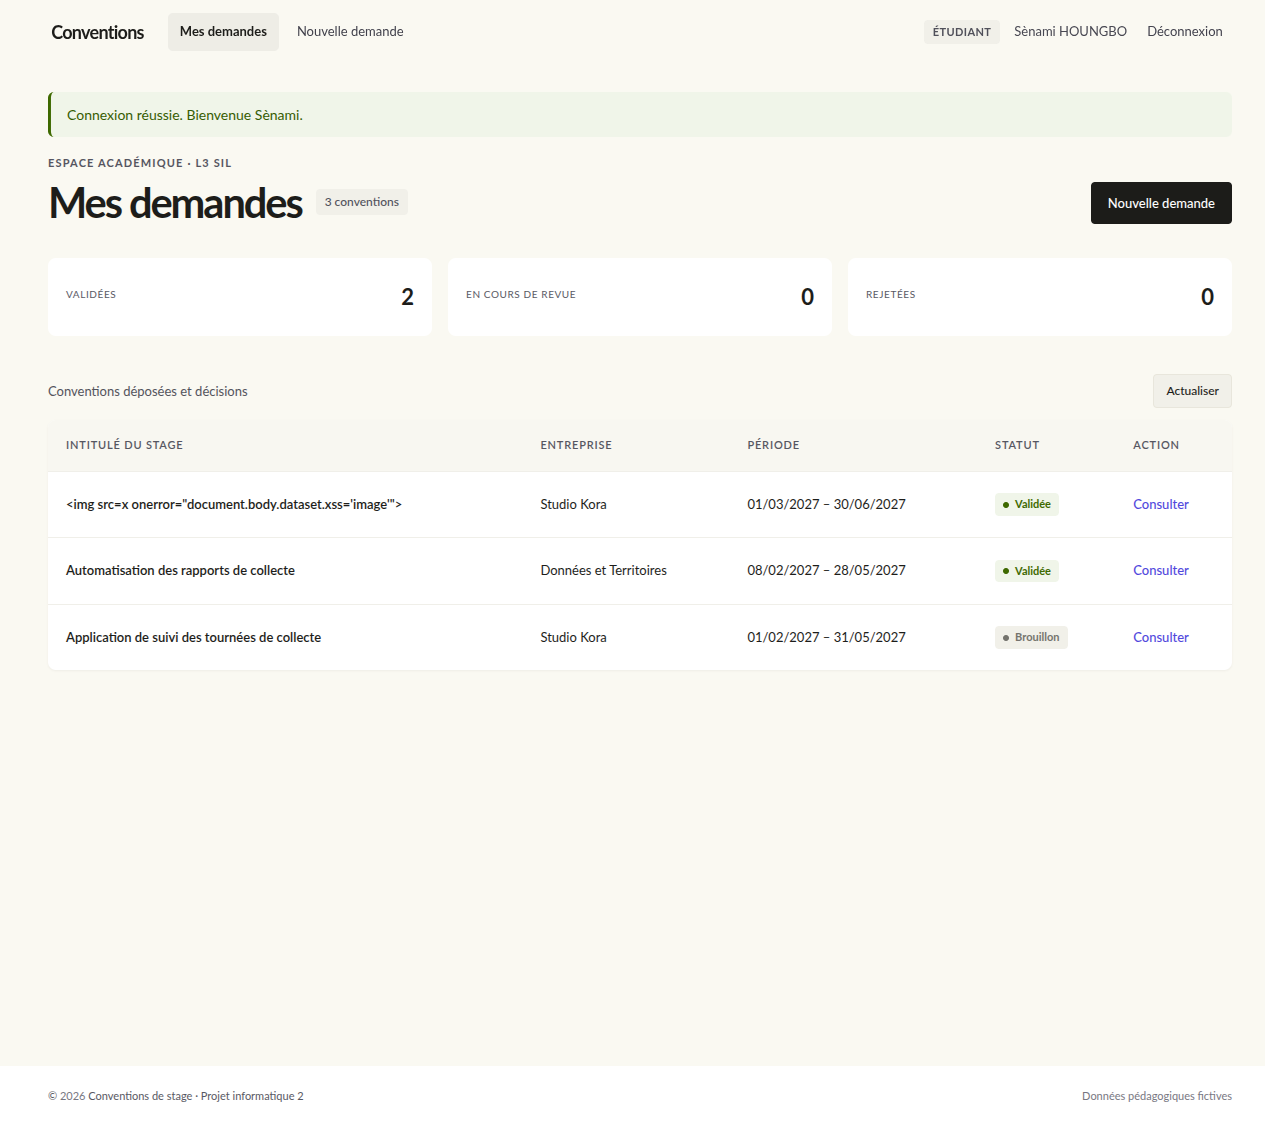 Conventions Mes demandes Nouvelle demande ÉTUDIANT Sènami HOUNGBO Déconnexion
Connexion réussie. Bienvenue Sènami.
ESPACE ACADÉMIQUE · L3 SIL
Mes demandes 3 conventions Nouvelle demande
VALIDÉES 2 EN COURS DE REVUE 0 REJETÉES 0
Conventions déposées et décisions Actualiser
INTITULÉ DU STAGE ENTREPRISE PÉRIODE STATUT ACTION
<img src=x onerror="document.body.dataset.xss='image'"> Studio Kora 01/03/2027 – 30/06/2027 Validée Consulter
Automatisation des rapports de collecte Données et Territoires 08/02/2027 – 28/05/2027 Validée Consulter
Application de suivi des tournées de collecte Studio Kora 01/02/2027 – 31/05/2027 Brouillon Consulter
© 2026 Conventions de stage · Projet informatique 2 Données pédagogiques fictives